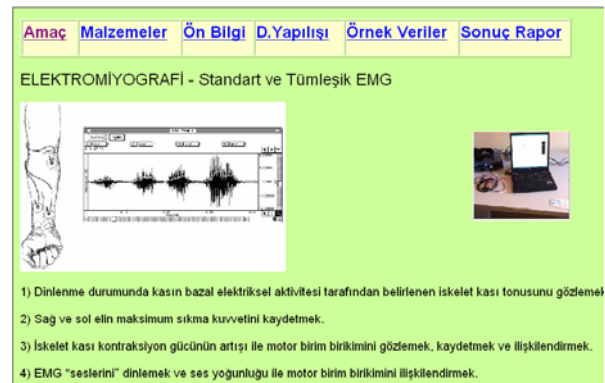 Amaç Malzemeler Ön Bilgi D.Yapılışı Örnek Veriler Sonuç Rapor
ELEKTROMİYOGRAFİ - Standart ve Tümleşik EMG
1) Dinlenme durumunda kasın bazal elektriksel aktivitesi tarafından belirlenen iskelet kası tonusunu gözlemek
2) Sağ ve sol elin maksimum sıkma kuvvetini kaydetmek.
3) İskelet kası kontraksiyon gücünün artışı ile motor birim birikimini gözlemek, kaydetmek ve ilişkilendirmek.
4) EMG "seslerini" dinlemek ve ses yoğunluğu ile motor birim birikimini ilişkilendirmek.